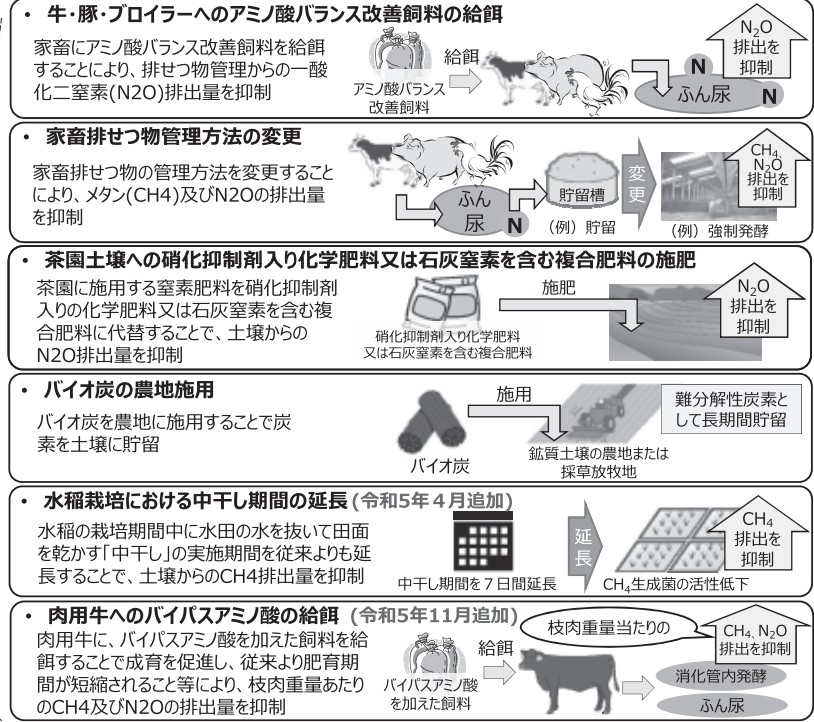 ・ 牛・豚・ブロイラーへのアミノ酸バランス改善飼料の給餌
家畜にアミノ酸バランス改善飼料を給餌
することにより、排せつ物管理からの一酸
化二窒素(N2O)排出量を抑制
アミノ酸バランス
改善飼料
給餌
N
ふん尿
N
N₂O
排出を
抑制
・ 家畜排せつ物管理方法の変更
家畜排せつ物の管理方法を変更すること
により、メタン(CH4)及びN2Oの排出量
を抑制
ふん
尿
N
貯留槽
（例）貯留
変更
（例）強制発酵
CH₄、
N₂O
排出を
抑制
・ 茶園土壌への硝化抑制剤入り化学肥料又は石灰窒素を含む複合肥料の施肥
茶園に施用する窒素肥料を硝化抑制剤
入りの化学肥料又は石灰窒素を含む複
合肥料に代替することで、土壌からの
N2O排出量を抑制
硝化抑制剤入り化学肥料
又は石灰窒素を含む複合肥料
施肥
N₂O
排出を
抑制
・ バイオ炭の農地施用
バイオ炭を農地に施用することで炭
素を土壌に貯留
バイオ炭
施用
鉱質土壌の農地または
採草放牧地
難分解性炭素と
して長期間貯留
・ 水稲栽培における中干し期間の延長 (令和5年４月追加)
水稲の栽培期間中に水田の水を抜いて田面
を乾かす「中干し」の実施期間を従来よりも延
長することで、土壌からのCH4排出量を抑制
中干し期間を７日間延長
延長
CH₄生成菌の活性低下
CH₄
排出を
抑制
・ 肉用牛へのバイパスアミノ酸の給餌 (令和5年11月追加)
肉用牛に、バイパスアミノ酸を加えた飼料を給
餌することで成育を促進し、従来より肥育期
間が短縮されること等により、枝肉重量あたり
のCH4及びN2Oの排出量を抑制
バイパスアミノ酸
を加えた飼料
給餌
枝肉重量当たりの
CH₄、N₂O
排出を抑制
消化管内発酵
ふん尿